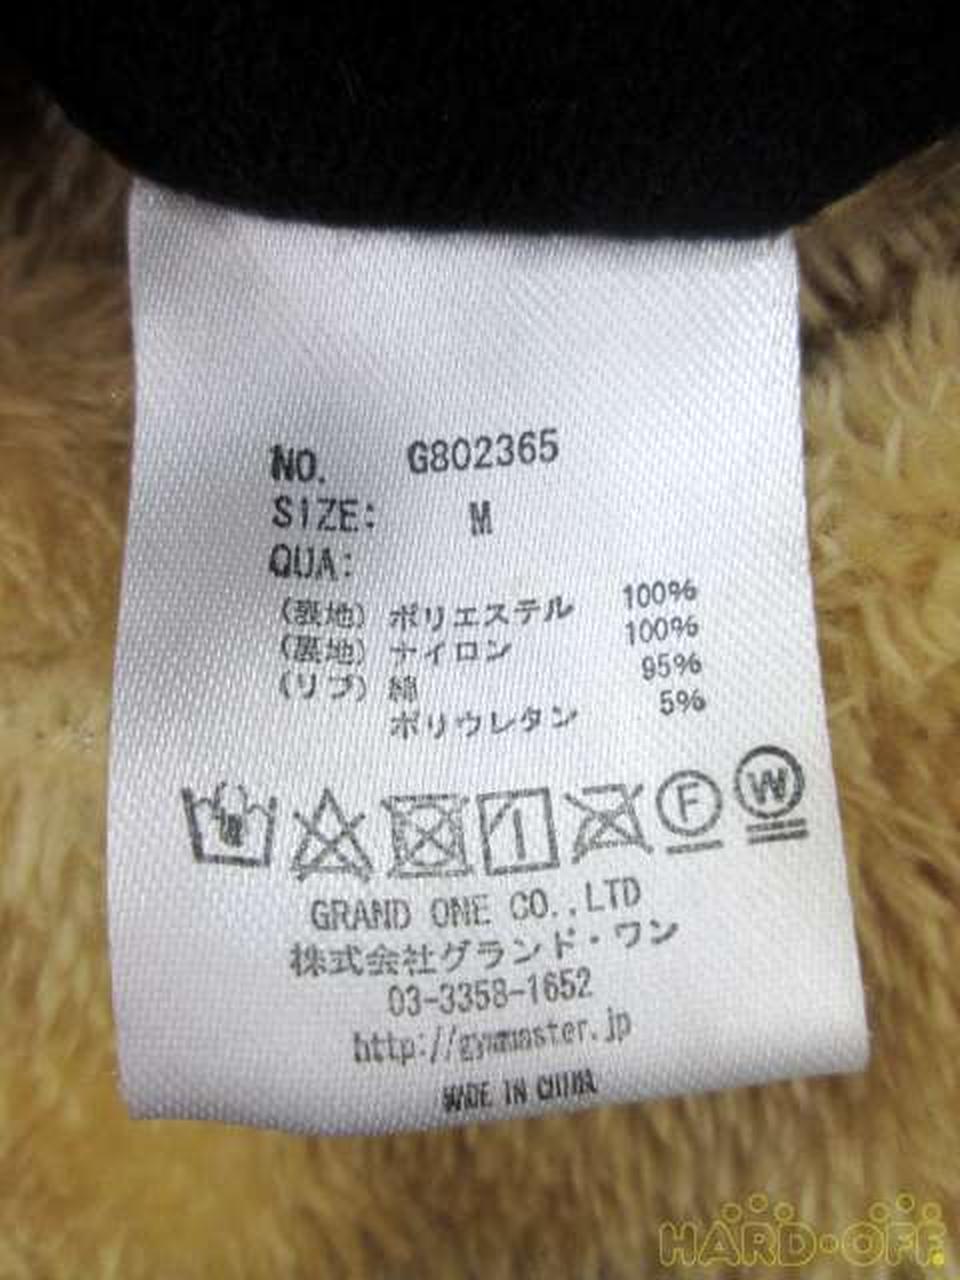 NO. G802365
SIZE: M
QUA:
(表地) ポリエステル 100%
(裏地) ナイロン 100%
(リブ) 綿 95%
ポリウレタン 5%
F W
GRAND ONE CO.,LTD
株式会社グランド・ワン
03-3358-1652
http://gymmaster.jp
MADE IN CHINA
HARD-OFF